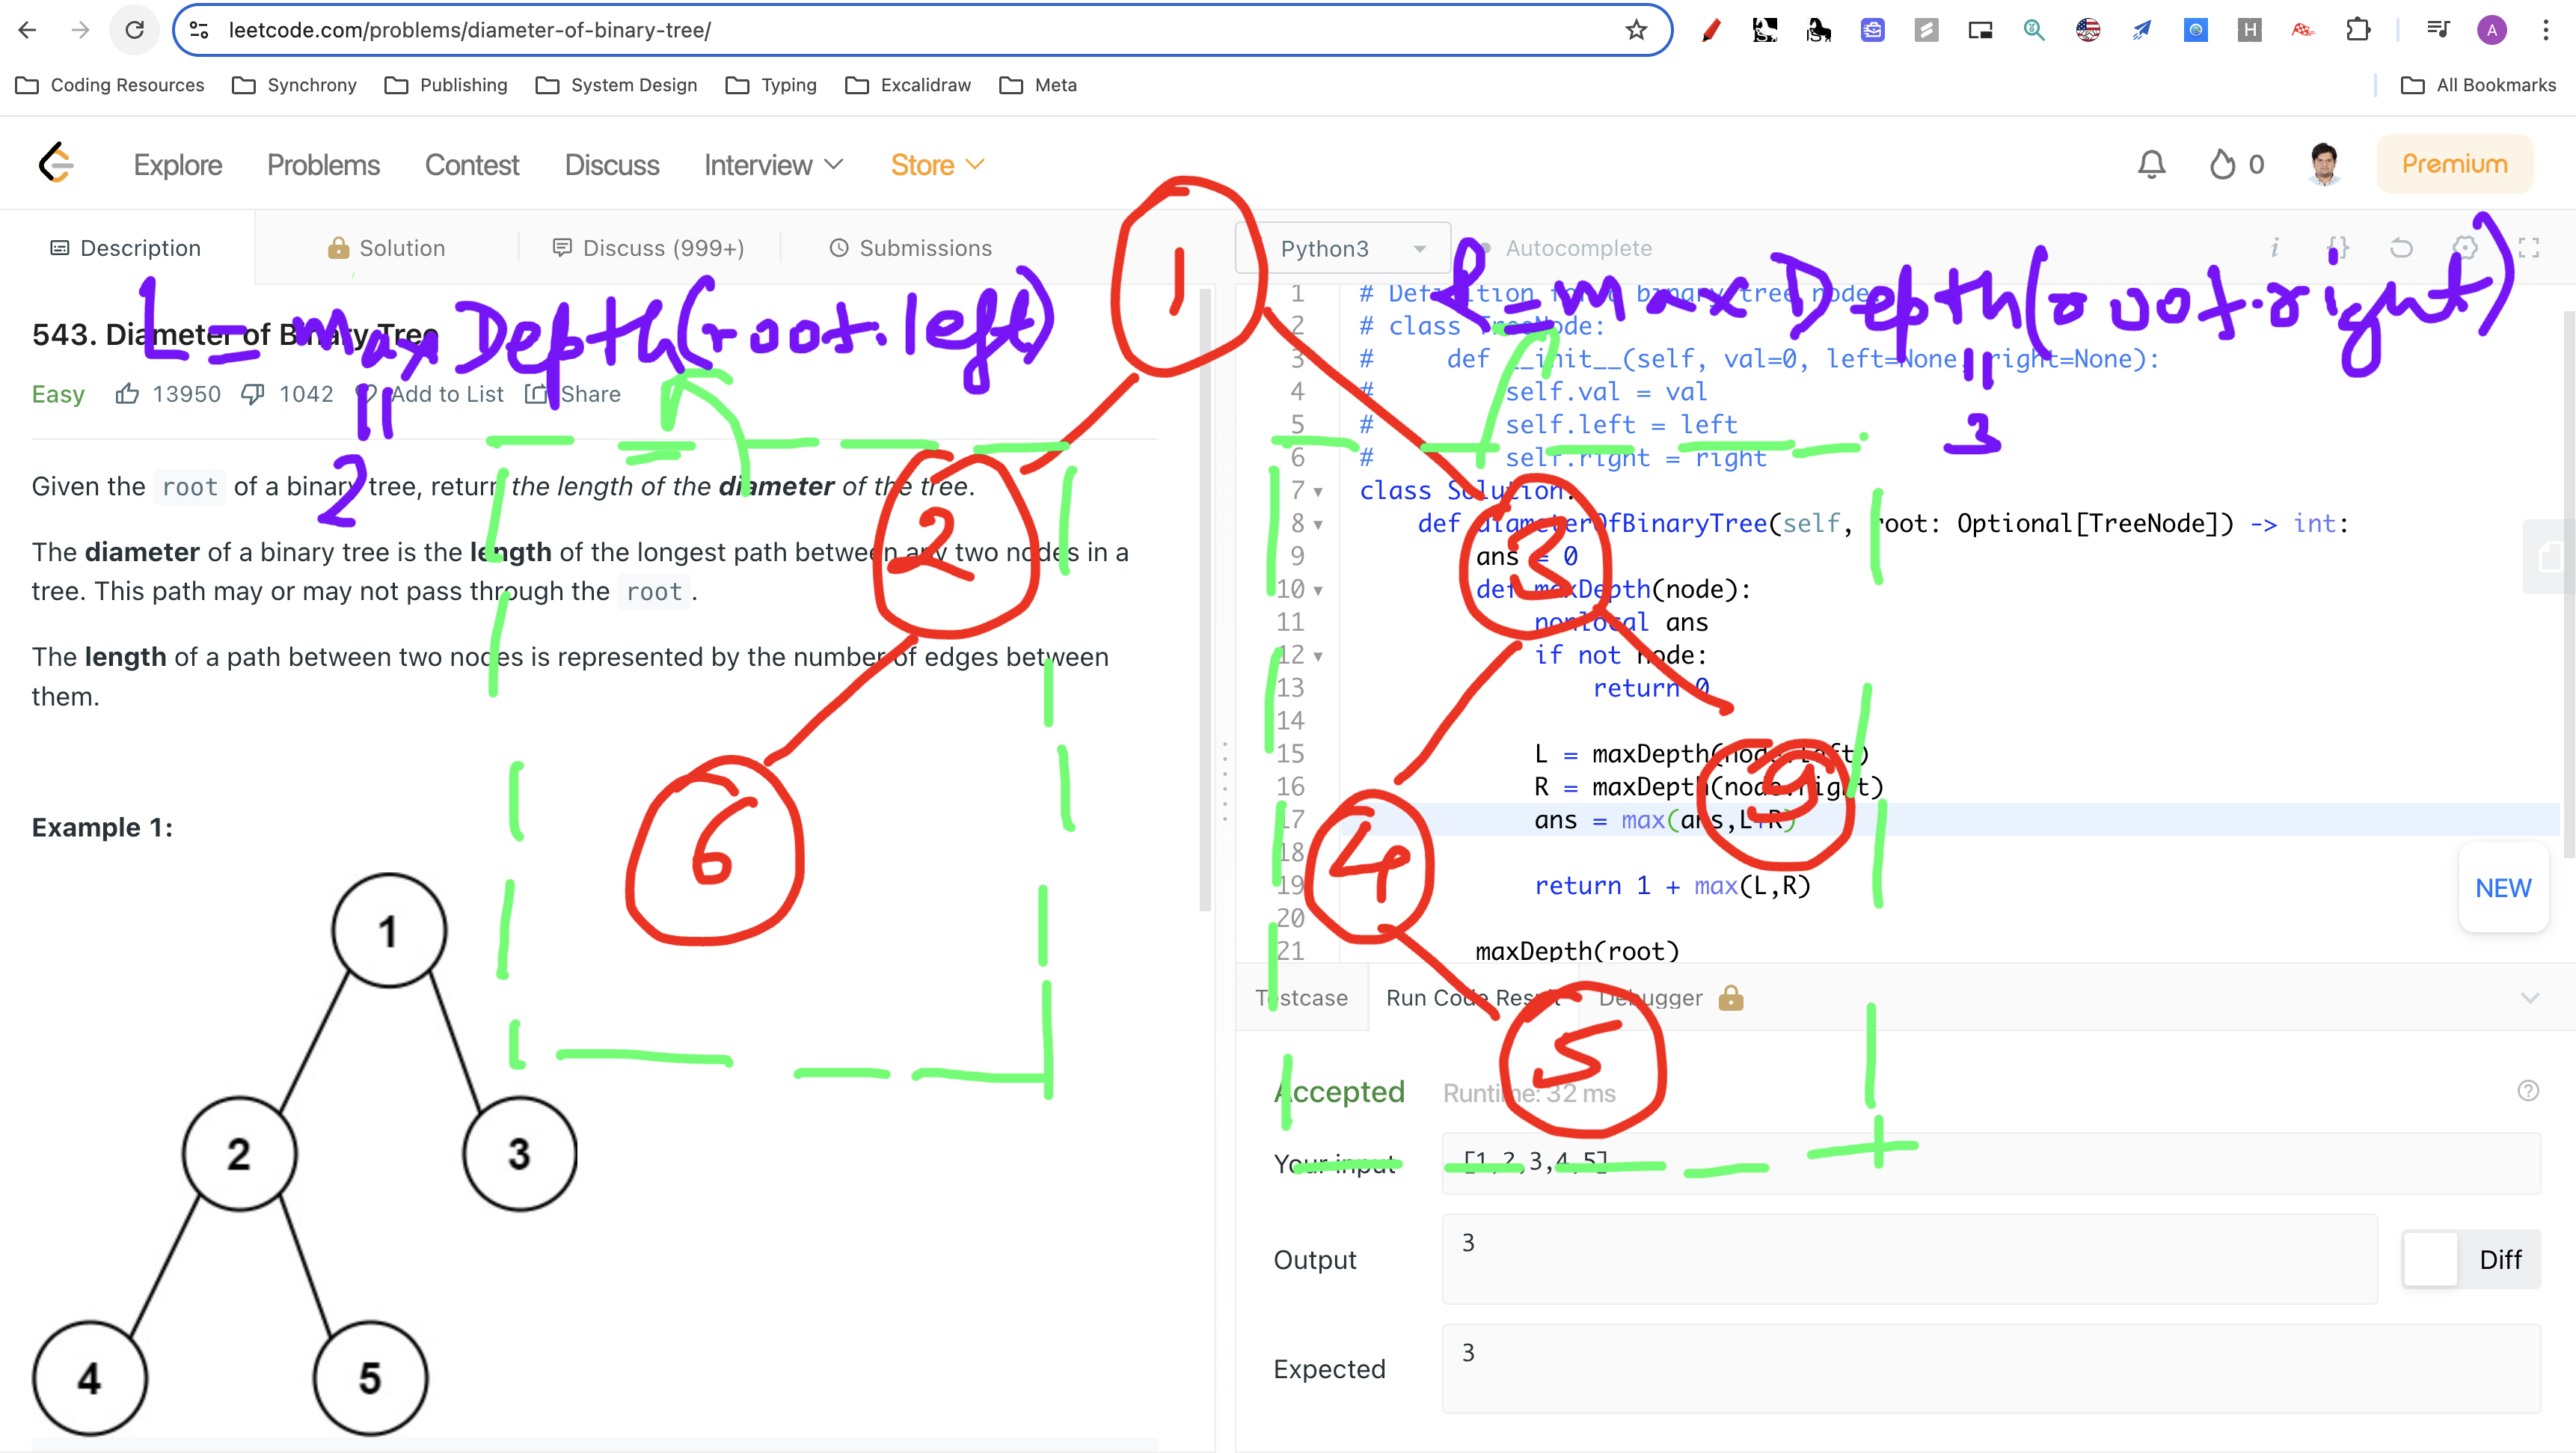 leetcode.com/problems/diameter-of-binary-tree/
A
Coding Resources Synchrony Publishing System Design Typing Excalidraw Meta All Bookmarks
Explore Problems Contest Discuss Interview Store 0 Premium
Description Solution Discuss (999+) Submissions
Python3 Autocomplete
L = maxDepth(root.left)
= 2
R = maxDepth(root.right)
= 3
1
2
3
6
4
9
5
543. Diameter of Binary Tree
Easy 13950 1042 Add to List Share
Given the root of a binary tree, return the length of the diameter of the tree.
The diameter of a binary tree is the length of the longest path between any two nodes in a
tree. This path may or may not pass through the root .
The length of a path between two nodes is represented by the number of edges between
them.
Example 1:
1
2 3
4 5
1 # Definition for a binary tree node.
2 # class TreeNode:
3 # def __init__(self, val=0, left=None, right=None):
4 # self.val = val
5 # self.left = left
6 # self.right = right
7 class Solution:
8 def diameterOfBinaryTree(self, root: Optional[TreeNode]) -> int:
9 ans = 0
10 def maxDepth(node):
11 nonlocal ans
12 if not node:
13 return 0
14
15 L = maxDepth(node.left)
16 R = maxDepth(node.right)
17 ans = max(ans,L+R)
18
19 return 1 + max(L,R)
20
21 maxDepth(root)
NEW
Testcase Run Code Result Debugger
Accepted Runtime: 32 ms
Your input [1,2,3,4,5]
Output 3 Diff
Expected 3